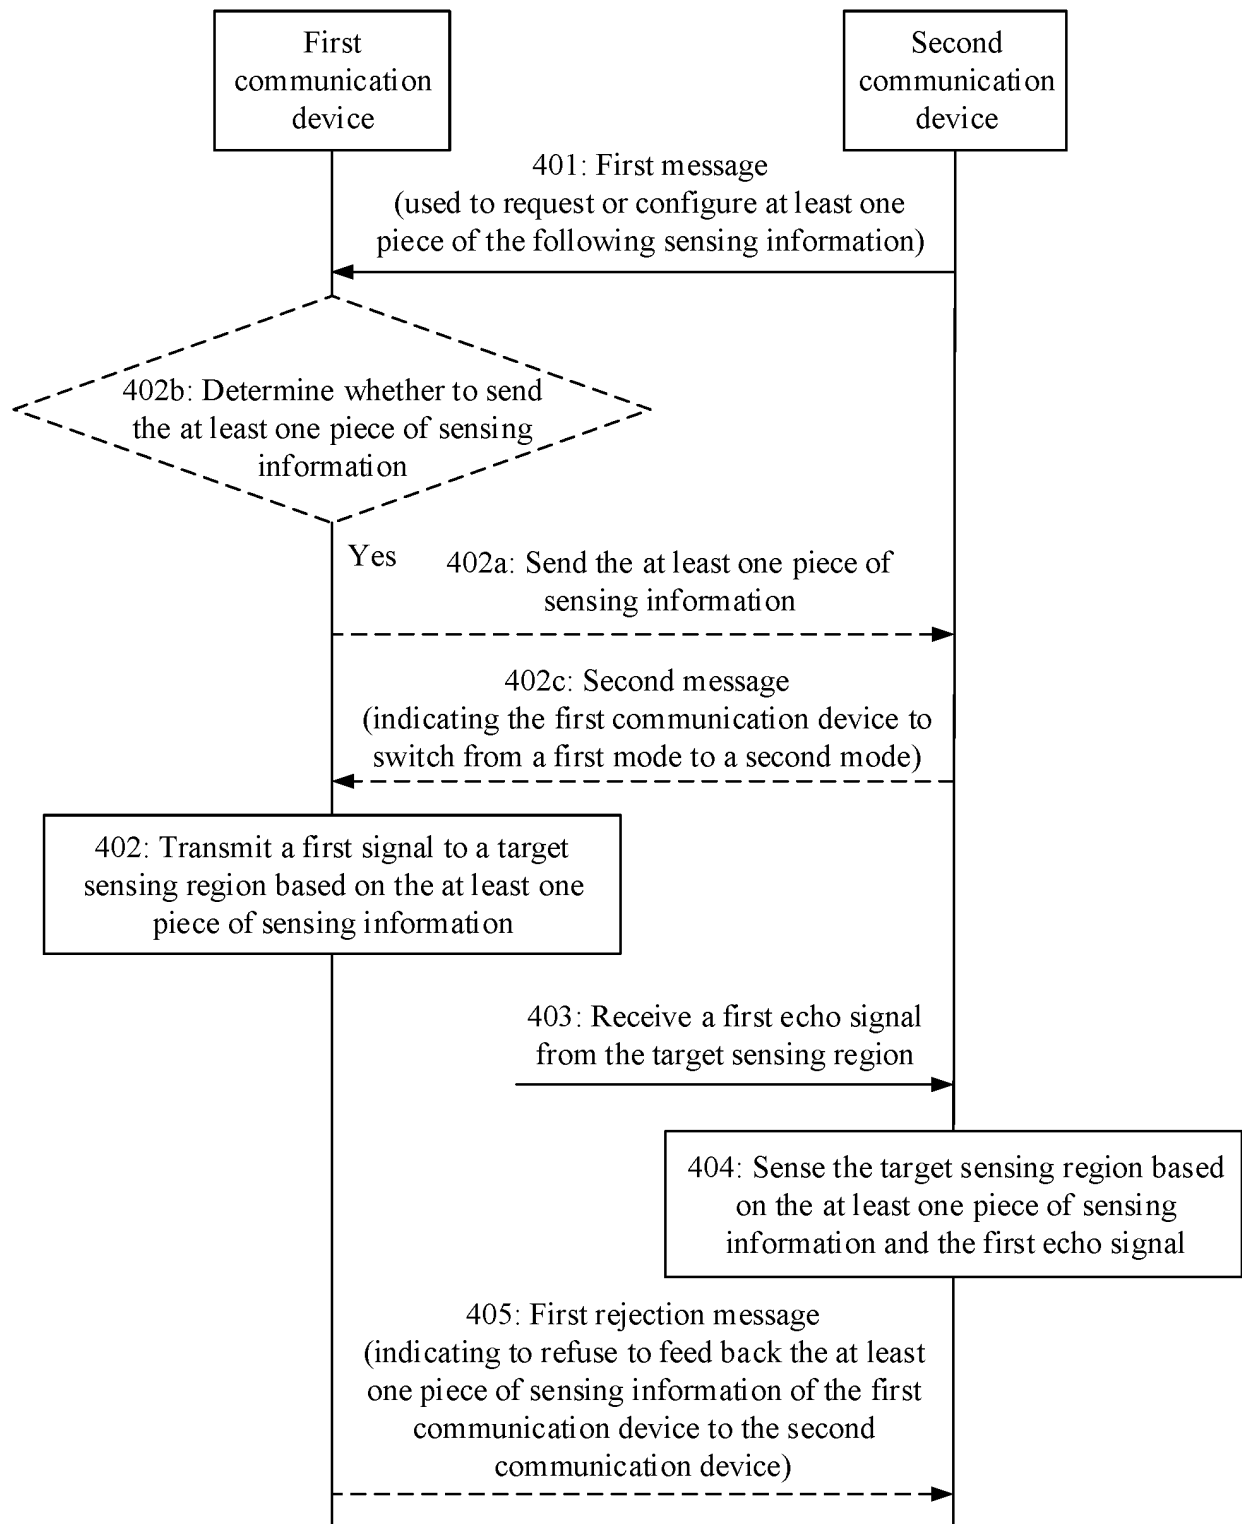 First
communication
device
Second
communication
device
401: First message
(used to request or configure at least one
piece of the following sensing information)
402b: Determine whether to send
the at least one piece of sensing
information
Yes
402a: Send the at least one piece of
sensing information
402c: Second message
(indicating the first communication device to
switch from a first mode to a second mode)
402: Transmit a first signal to a target
sensing region based on the at least one
piece of sensing information
403: Receive a first echo signal
from the target sensing region
404: Sense the target sensing region based
on the at least one piece of sensing
information and the first echo signal
405: First rejection message
(indicating to refuse to feed back the at least
one piece of sensing information of the first
communication device to the second
communication device)